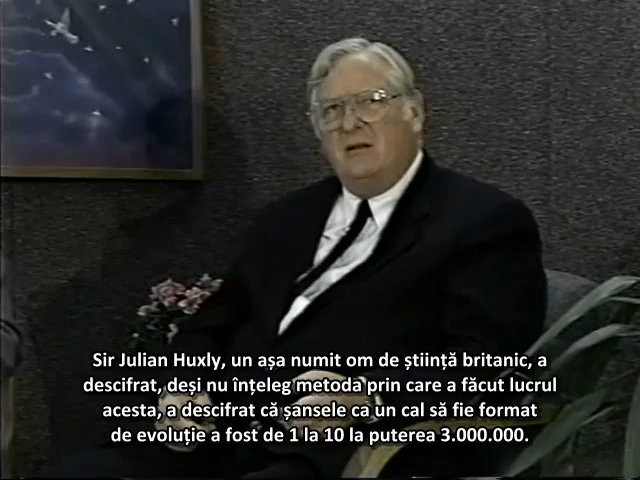 Sir Julian Huxly, un așa numit om de știință britanic, a
descifrat, deși nu înțeleg metoda prin care a făcut lucrul
acesta, a descifrat că șansele ca un cal să fie format
de evoluție a fost de 1 la 10 la puterea 3.000.000.